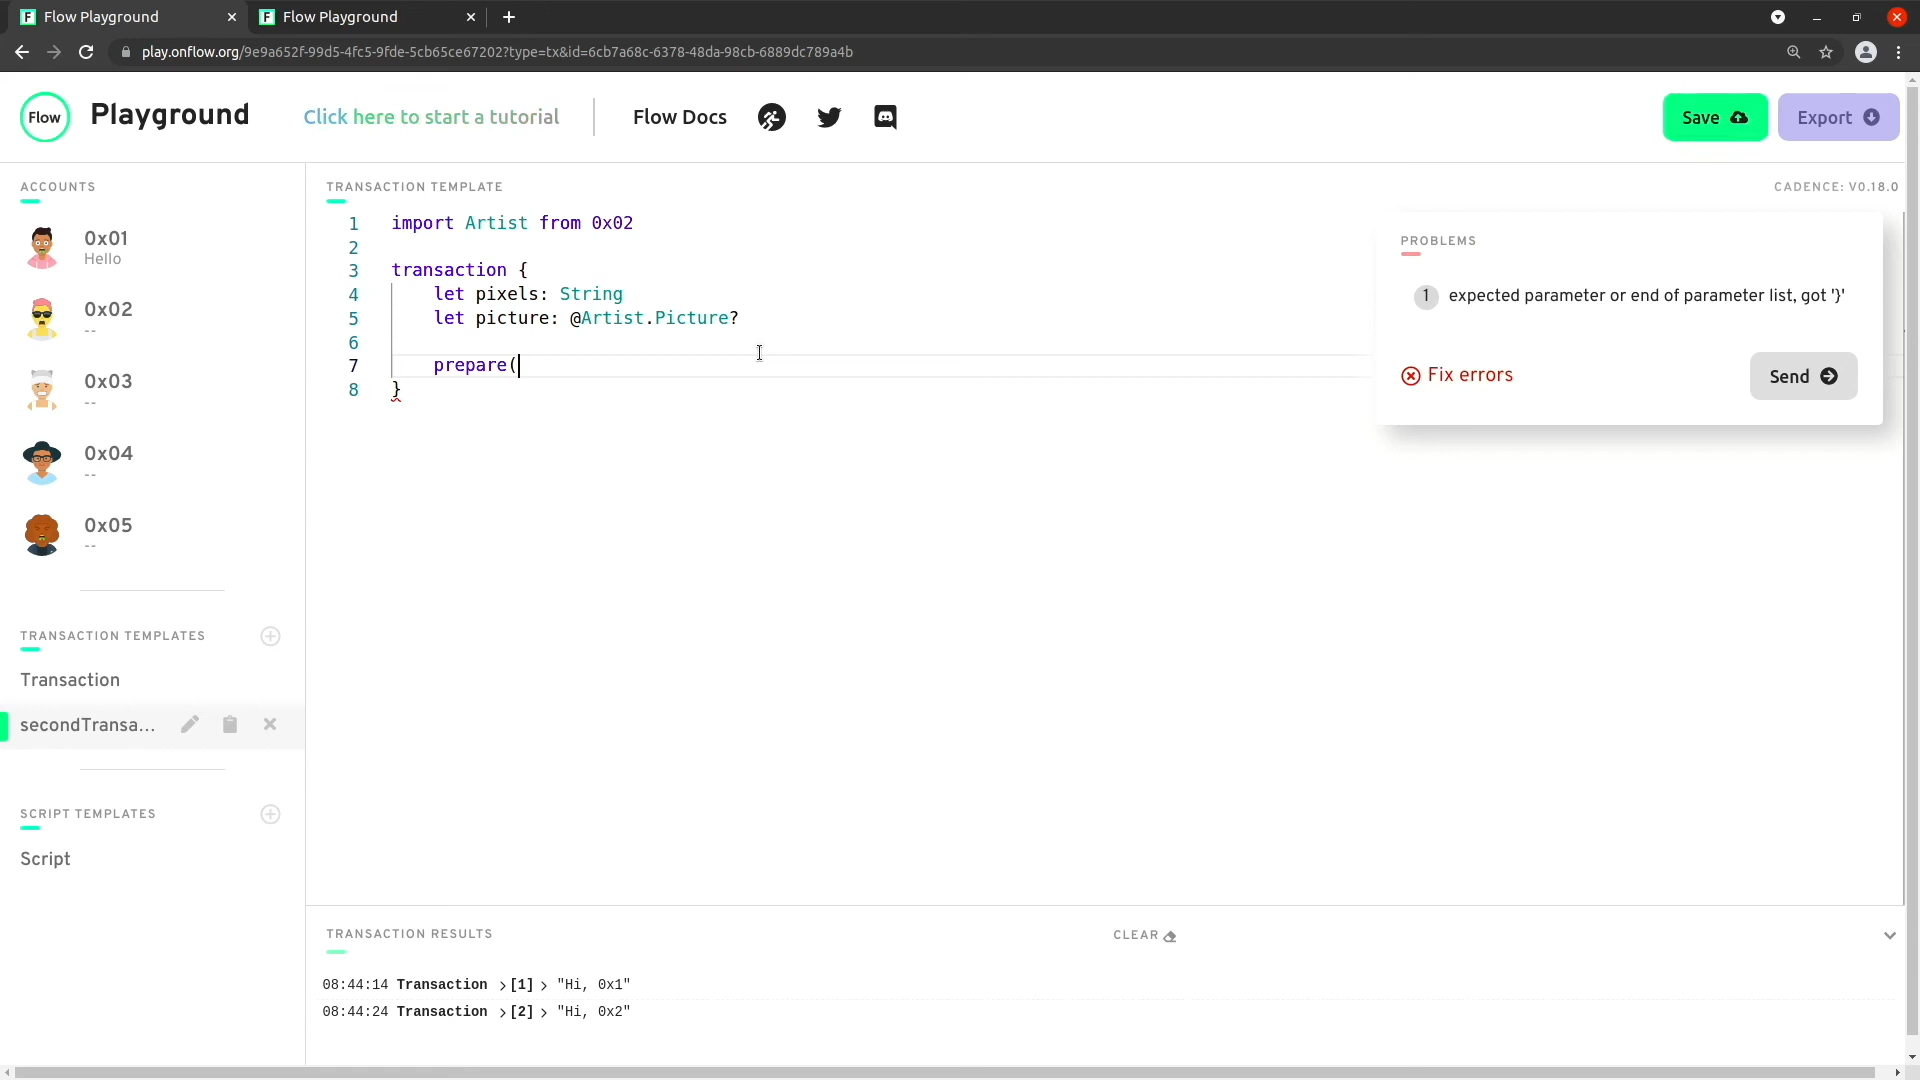 Flow Playground
Flow Playground
play.onflow.org/9e9a652f-99d5-4fc5-9fde-5cb65ce67202?type=tx&id=6cb7a68c-6378-48da-98cb-6889dc789a4b
Flow Playground
Click here to start a tutorial
Flow Docs
Save
Export
ACCOUNTS
0x01
Hello
0x02
--
0x03
--
0x04
--
0x05
--
TRANSACTION TEMPLATES
Transaction
secondTransa...
SCRIPT TEMPLATES
Script
TRANSACTION TEMPLATE
CADENCE: V0.18.0
1 import Artist from 0x02
2
3 transaction {
4 let pixels: String
5 let picture: @Artist.Picture?
6
7 prepare(
8 }
PROBLEMS
1 expected parameter or end of parameter list, got '}'
Fix errors
Send
TRANSACTION RESULTS
CLEAR
08:44:14 Transaction >[1] > "Hi, 0x1"
08:44:24 Transaction >[2] > "Hi, 0x2"